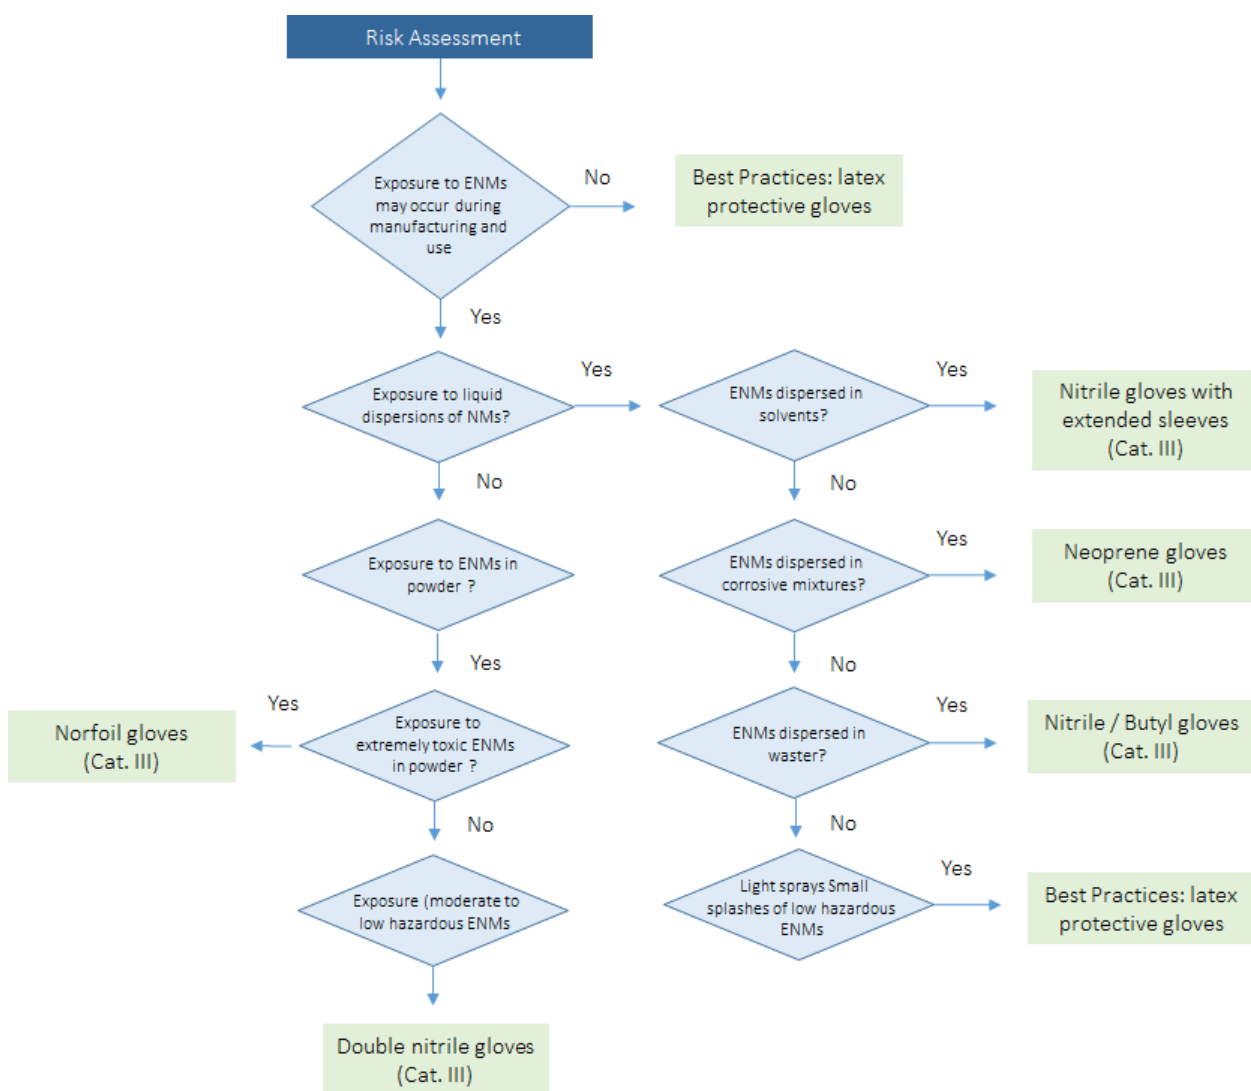 Risk Assessment
Exposure to ENMs
may occur during
manufacturing and
use
No
Best Practices: latex
protective gloves
Yes
Exposure to liquid
dispersions of NMs?
Yes
ENMs dispersed in
solvents?
Yes
Nitrile gloves with
extended sleeves
(Cat. III)
No
No
Exposure to ENMs in
powder ?
ENMs dispersed in
corrosive mixtures?
Yes
Neoprene gloves
(Cat. III)
Yes
No
Norfoil gloves
(Cat. III)
Yes
Exposure to
extremely toxic ENMs
in powder ?
ENMs dispersed in
waster?
Yes
Nitrile / Butyl gloves
(Cat. III)
No
No
Exposure (moderate to
low hazardous ENMs
Light sprays Small
splashes of low hazardous
ENMs
Yes
Best Practices: latex
protective gloves
Double nitrile gloves
(Cat. III)